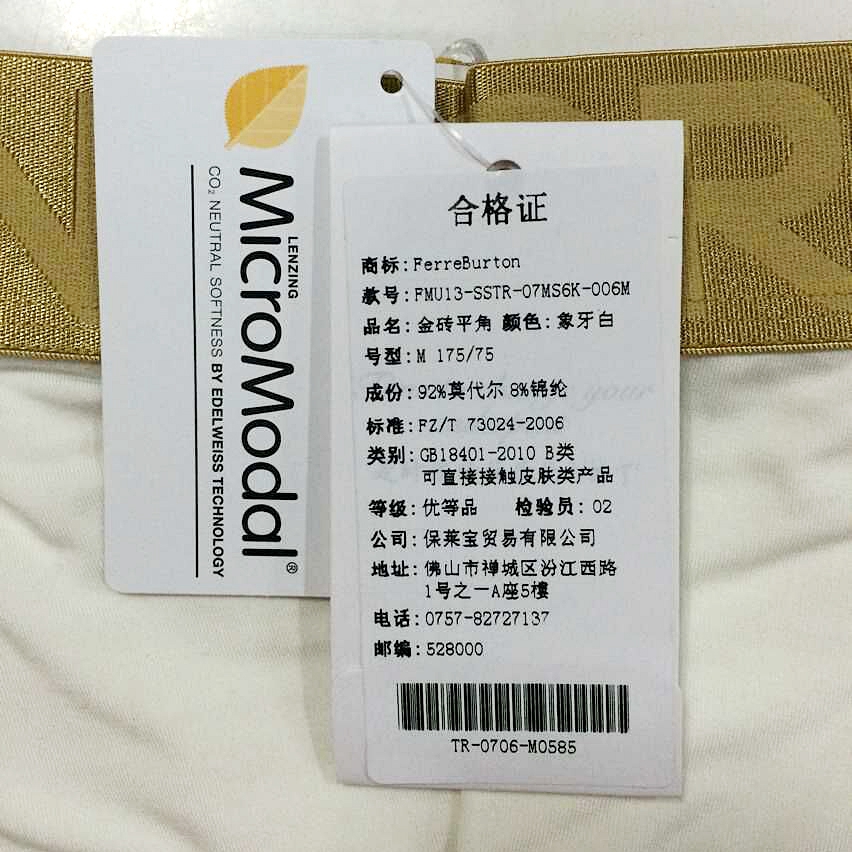 LENZING
MicroModal®
CO₂ NEUTRAL SOFTNESS BY EDELWEISS TECHNOLOGY
合格证
商标:FerreBurton
款号:FMU13-SSTR-07MS6K-006M
品名:金砖平角 颜色:象牙白
号型:M 175/75
成份:92%莫代尔 8%锦纶
标准:FZ/T 73024-2006
类别:GB18401-2010 B类
可直接接触皮肤类产品
等级:优等品 检验员:02
公司:保莱宝贸易有限公司
地址:佛山市禅城区汾江西路
1号之一A座5樓
电话:0757-82727137
邮编:528000
TR-0706-M0585